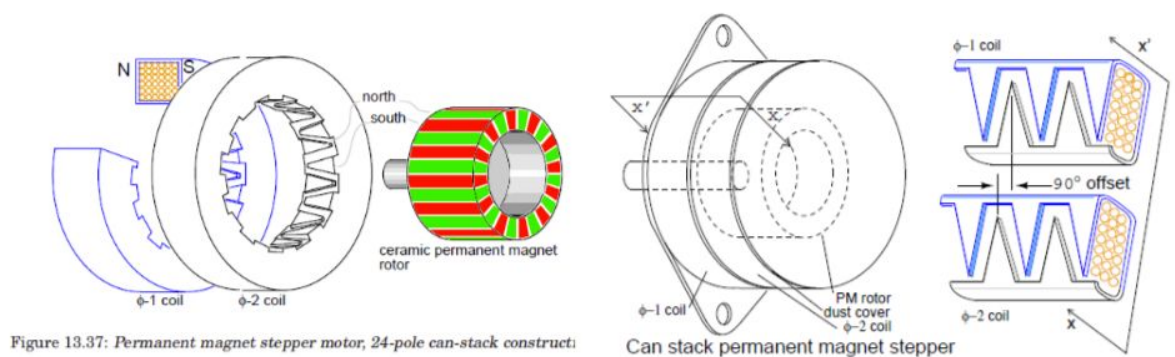 N
S
north
south
ceramic permanent magnet
rotor
ϕ-1 coil
ϕ-2 coil
Figure 13.37: Permanent magnet stepper motor, 24-pole can-stack constructi
x'
x
ϕ-1 coil
PM rotor
dust cover
ϕ-2 coil
Can stack permanent magnet stepper
ϕ-1 coil
x'
90° offset
ϕ-2 coil
x